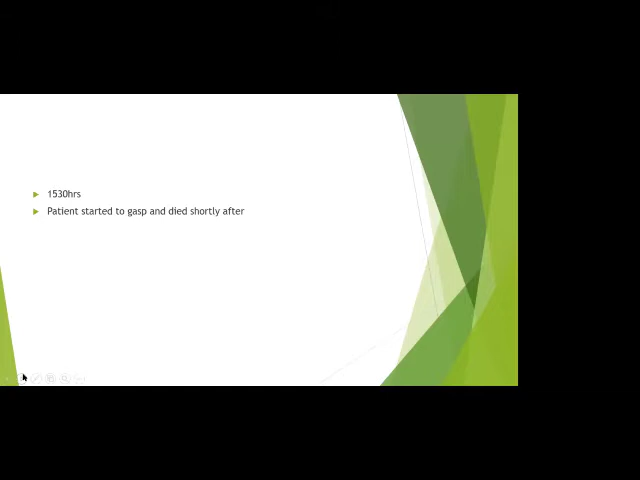 1530hrs
Patient started to gasp and died shortly after